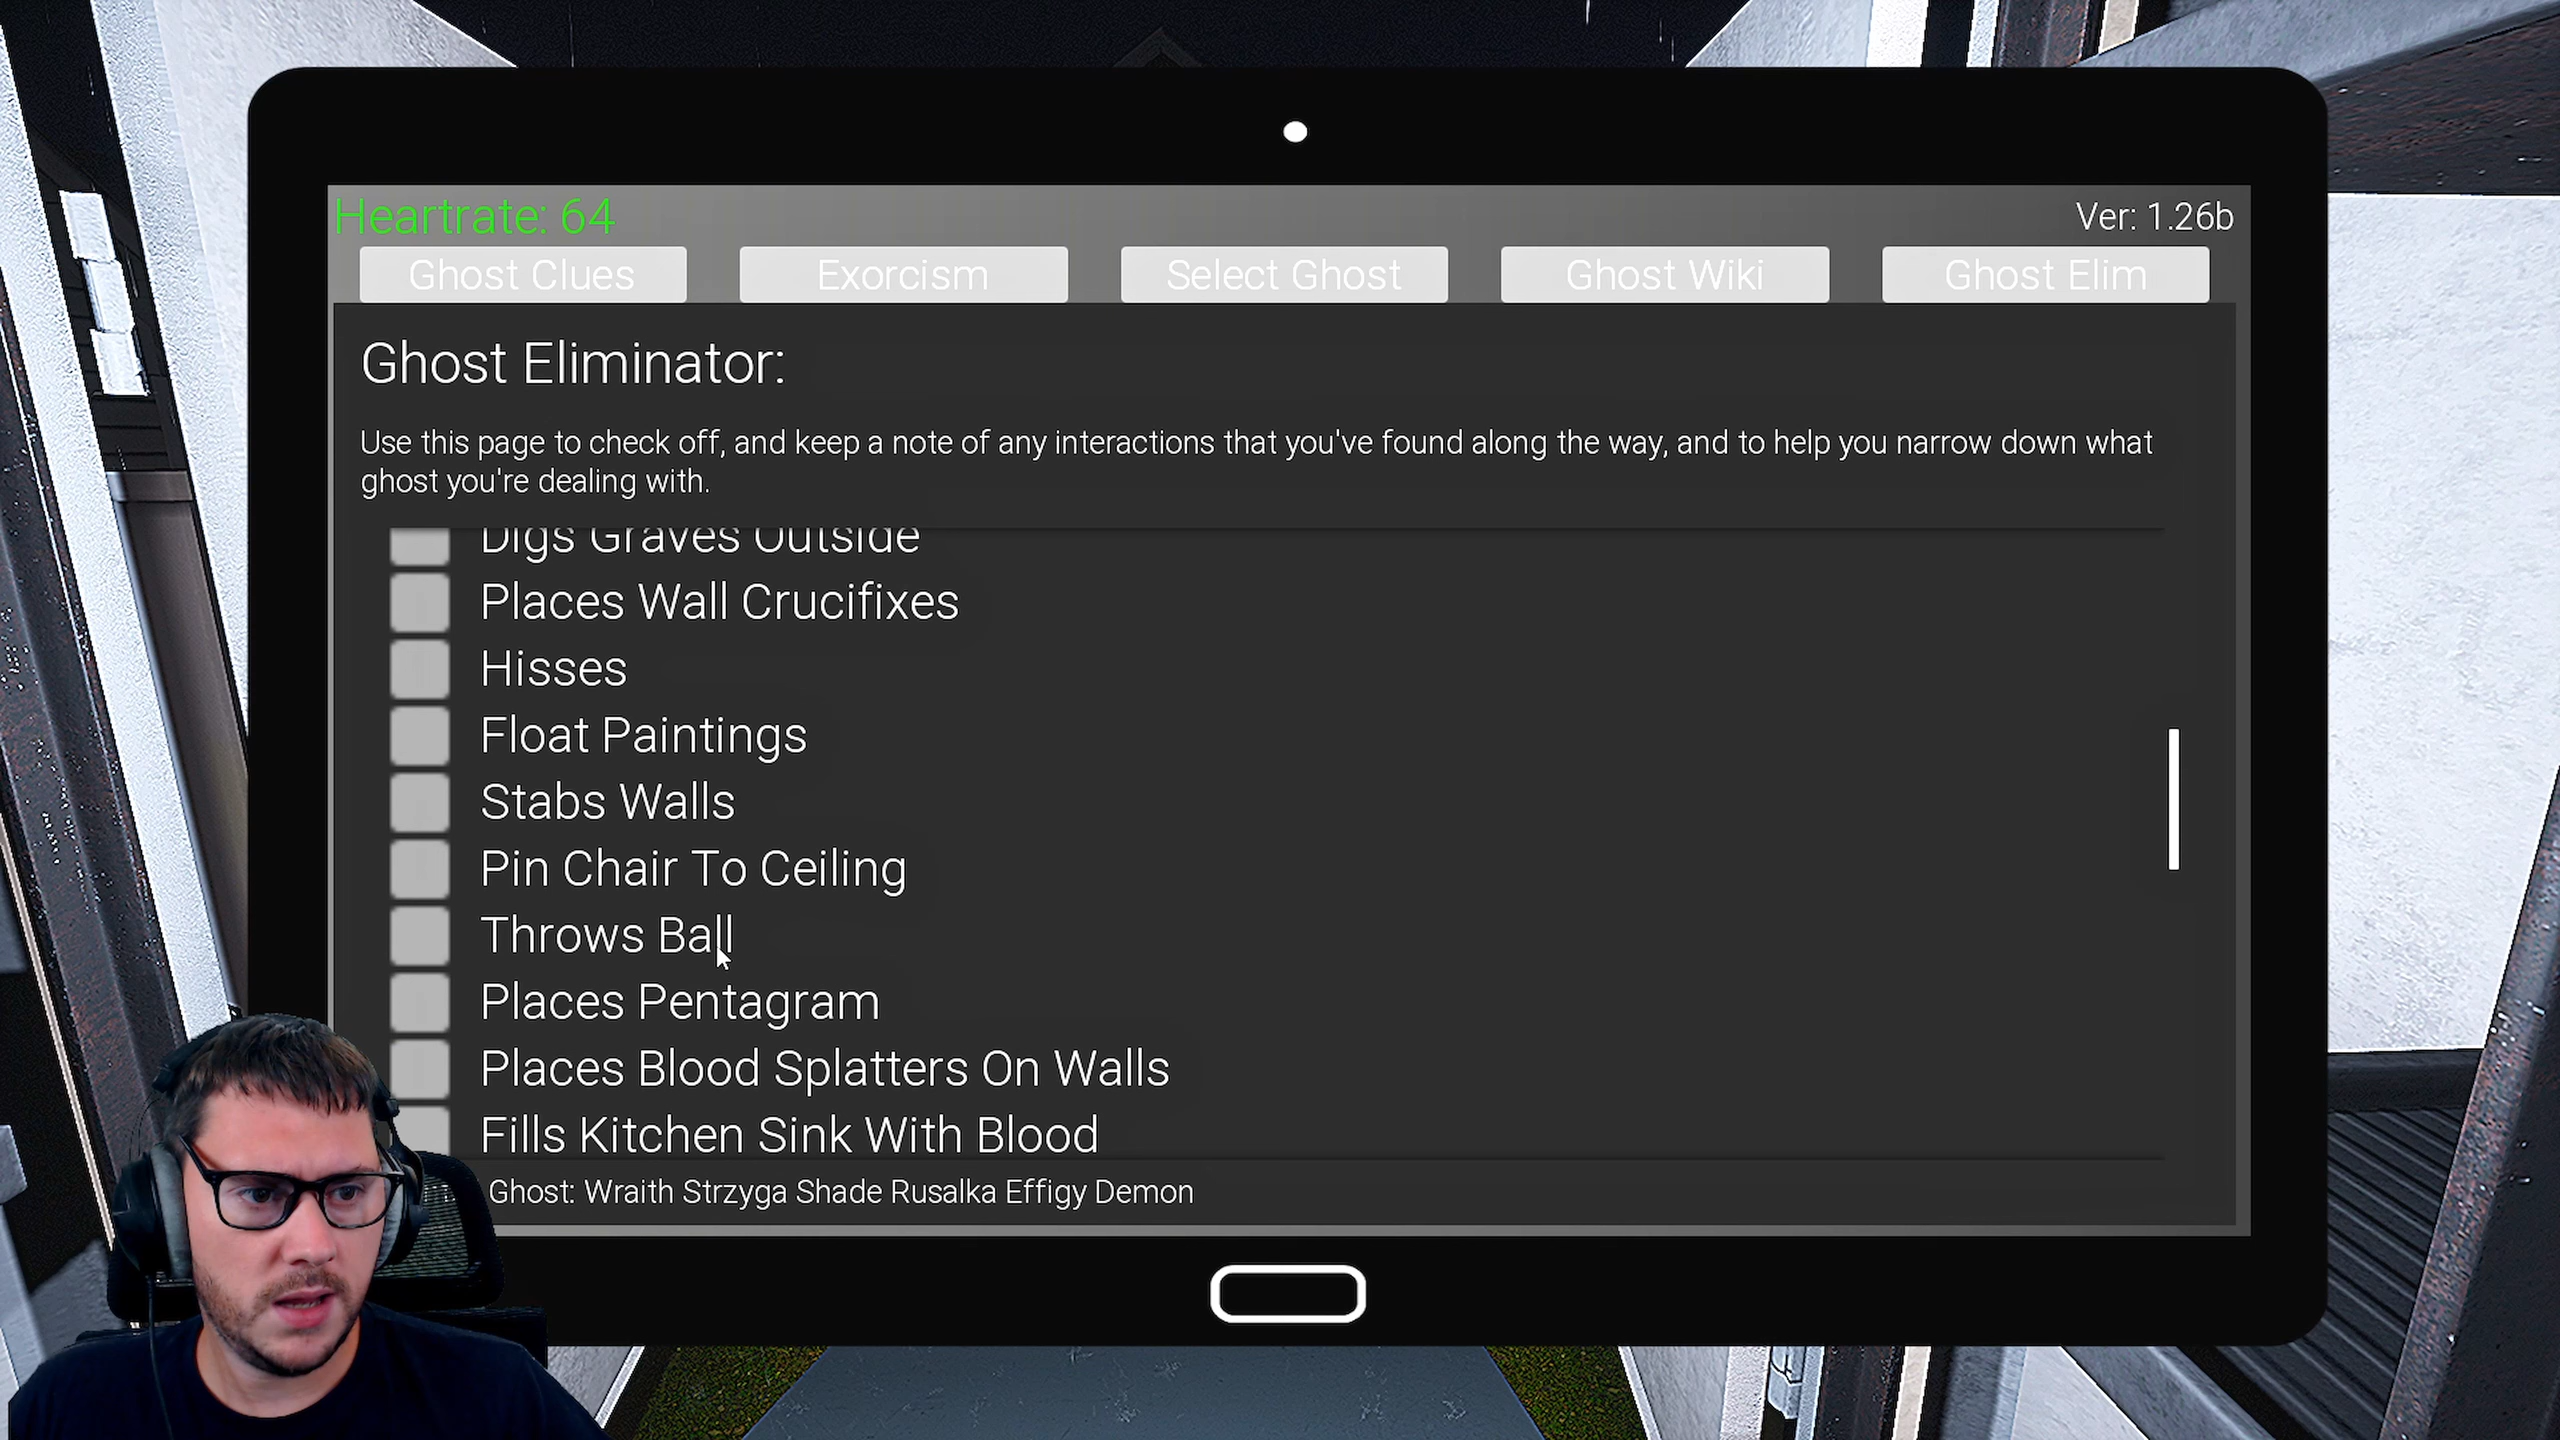 Heartrate: 64
Ver: 1.26b
Ghost Clues
Exorcism
Select Ghost
Ghost Wiki
Ghost Elim
Ghost Eliminator:
Use this page to check off, and keep a note of any interactions that you've found along the way, and to help you narrow down what
ghost you're dealing with.
Digs Graves Outside
Places Wall Crucifixes
Hisses
Float Paintings
Stabs Walls
Pin Chair To Ceiling
Throws Ball
Places Pentagram
Places Blood Splatters On Walls
Fills Kitchen Sink With Blood
Ghost: Wraith Strzyga Shade Rusalka Effigy Demon